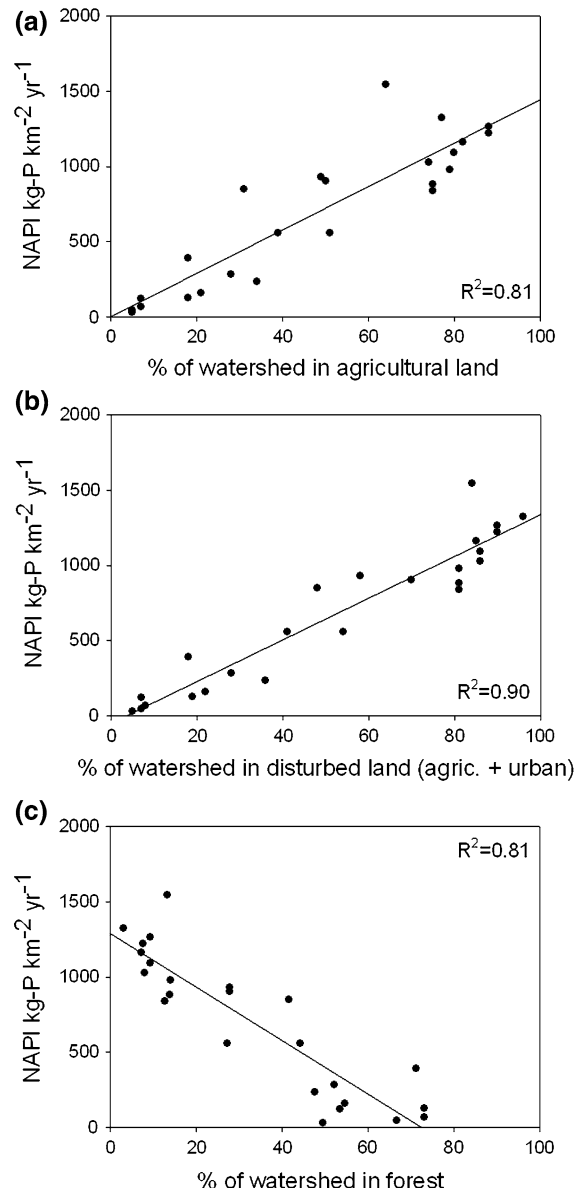 (a)
2000
1500
1000
500
0
NAPI kg-P km⁻² yr⁻¹
R²=0.81
0 20 40 60 80 100
% of watershed in agricultural land
(b)
2000
1500
1000
500
0
NAPI kg-P km⁻² yr⁻¹
R²=0.90
0 20 40 60 80 100
% of watershed in disturbed land (agric. + urban)
(c)
2000
1500
1000
500
0
NAPI kg-P km⁻² yr⁻¹
R²=0.81
0 20 40 60 80 100
% of watershed in forest